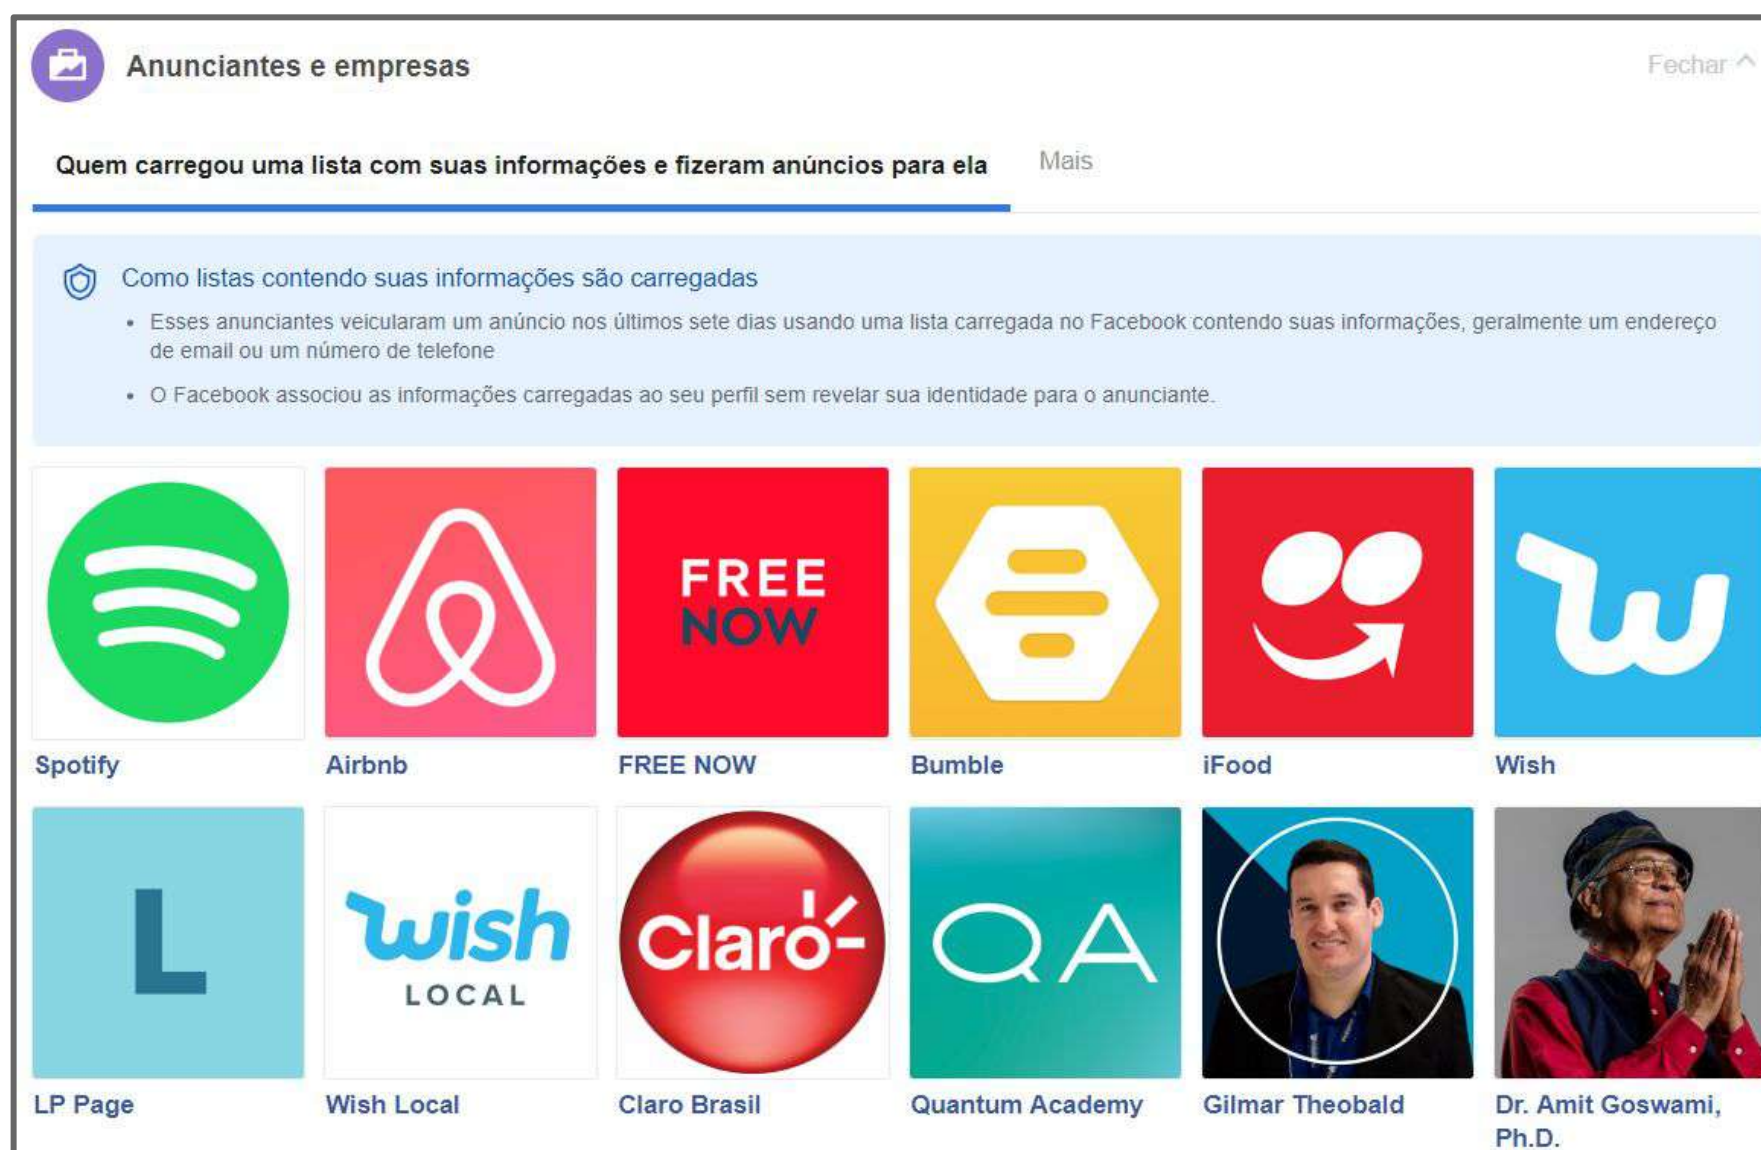 Anunciantes e empresas
Fechar
Quem carregou uma lista com suas informações e fizeram anúncios para ela
Mais
Como listas contendo suas informações são carregadas
• Esses anunciantes veicularam um anúncio nos últimos sete dias usando uma lista carregada no Facebook contendo suas informações, geralmente um endereço
de email ou um número de telefone
• O Facebook associou as informações carregadas ao seu perfil sem revelar sua identidade para o anunciante.
FREE
NOW
w
Spotify
Airbnb
FREE NOW
Bumble
iFood
Wish
L
wish
LOCAL
Claro
QA
LP Page
Wish Local
Claro Brasil
Quantum Academy
Gilmar Theobald
Dr. Amit Goswami,
Ph.D.